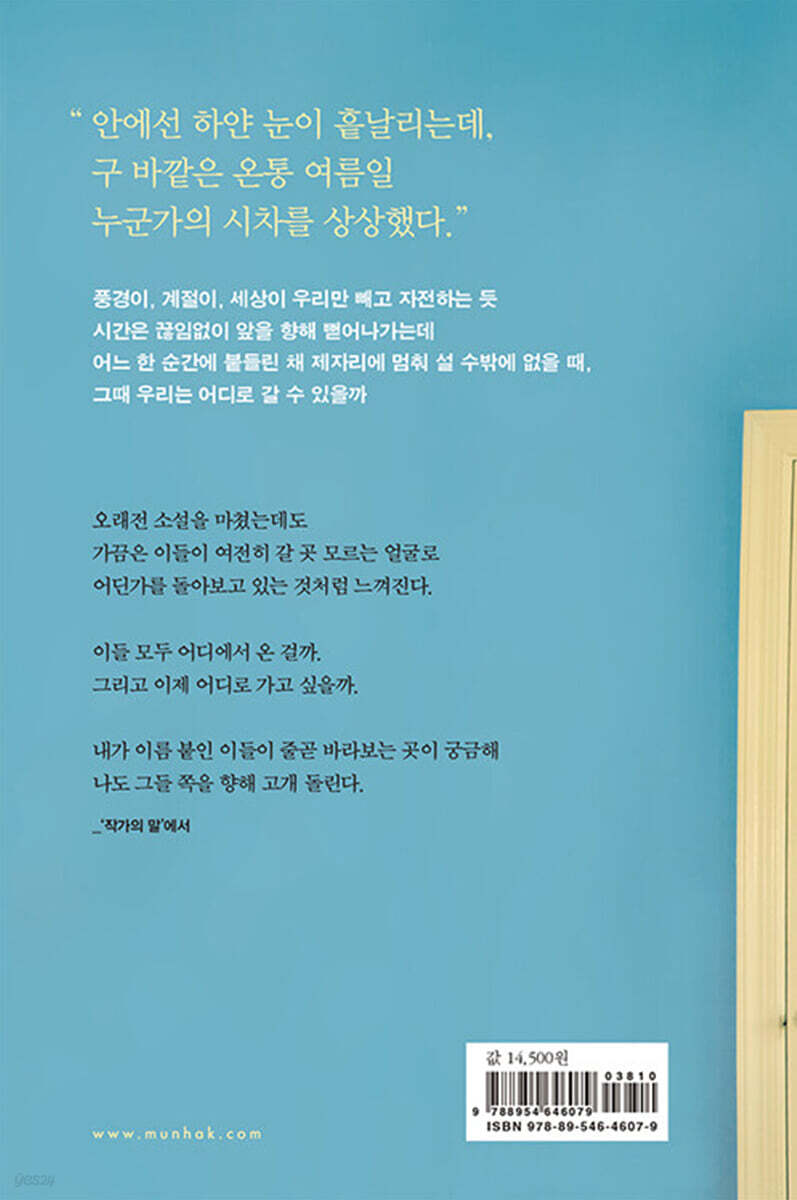 “ 안에선 하얀 눈이 흩날리는데,
구 바깥은 온통 여름일
누군가의 시차를 상상했다.”
풍경이, 계절이, 세상이 우리만 빼고 자전하는 듯
시간은 끊임없이 앞을 향해 뻗어나가는데
어느 한 순간에 붙들린 채 제자리에 멈춰 설 수밖에 없을 때,
그때 우리는 어디로 갈 수 있을까
오래전 소설을 마쳤는데도
가끔은 이들이 여전히 갈 곳 모르는 얼굴로
어딘가를 돌아보고 있는 것처럼 느껴진다.
이들 모두 어디에서 온 걸까.
그리고 이제 어디로 가고 싶을까.
내가 이름 붙인 이들이 줄곧 바라보는 곳이 궁금해
나도 그들 쪽을 향해 고개 돌린다.
_‘작가의 말’에서
값 14,500원
03810
9 788954 646079
ISBN 978-89-546-4607-9
www.munhak.com
yes24